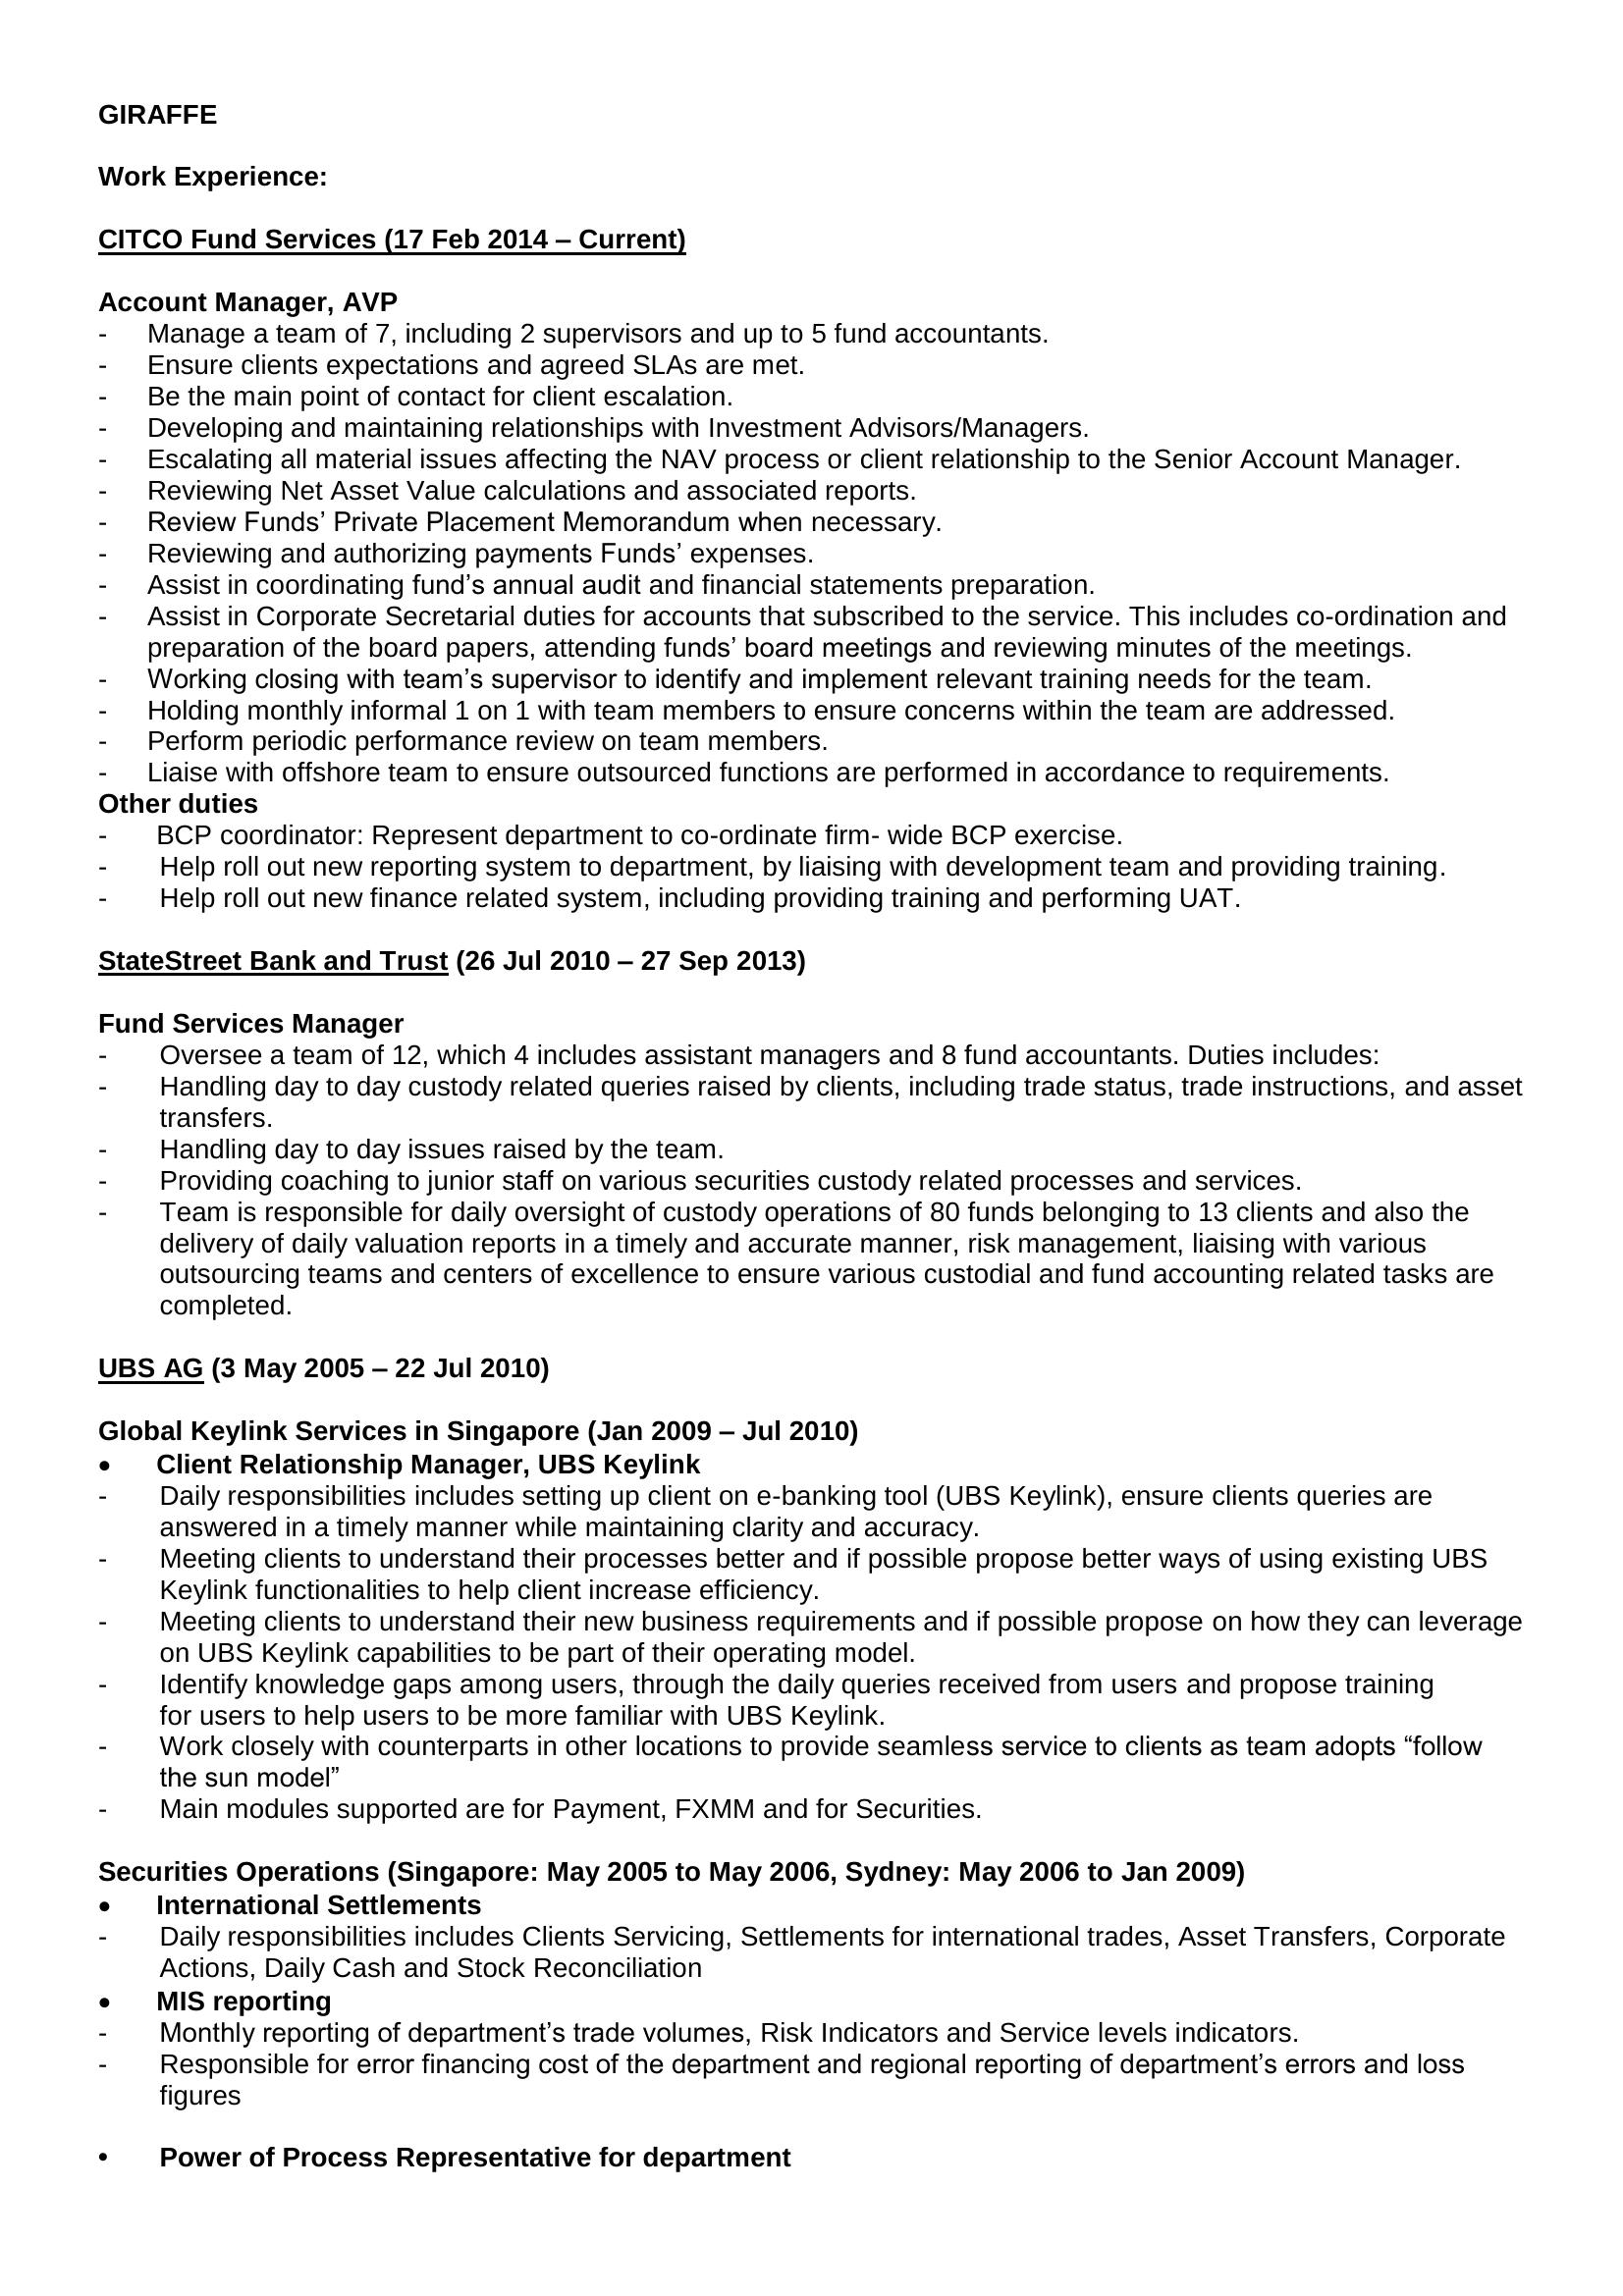 GIRAFFE
Work Experience:
CITCO Fund Services (17 Feb 2014 – Current)
Account Manager, AVP
- Manage a team of 7, including 2 supervisors and up to 5 fund accountants.
- Ensure clients expectations and agreed SLAs are met.
- Be the main point of contact for client escalation.
- Developing and maintaining relationships with Investment Advisors/Managers.
- Escalating all material issues affecting the NAV process or client relationship to the Senior Account Manager.
- Reviewing Net Asset Value calculations and associated reports.
- Review Funds’ Private Placement Memorandum when necessary.
- Reviewing and authorizing payments Funds’ expenses.
- Assist in coordinating fund’s annual audit and financial statements preparation.
- Assist in Corporate Secretarial duties for accounts that subscribed to the service. This includes co-ordination and
preparation of the board papers, attending funds’ board meetings and reviewing minutes of the meetings.
- Working closing with team’s supervisor to identify and implement relevant training needs for the team.
- Holding monthly informal 1 on 1 with team members to ensure concerns within the team are addressed.
- Perform periodic performance review on team members.
- Liaise with offshore team to ensure outsourced functions are performed in accordance to requirements.
Other duties
- BCP coordinator: Represent department to co-ordinate firm- wide BCP exercise.
- Help roll out new reporting system to department, by liaising with development team and providing training.
- Help roll out new finance related system, including providing training and performing UAT.
StateStreet Bank and Trust (26 Jul 2010 – 27 Sep 2013)
Fund Services Manager
- Oversee a team of 12, which 4 includes assistant managers and 8 fund accountants. Duties includes:
- Handling day to day custody related queries raised by clients, including trade status, trade instructions, and asset
transfers.
- Handling day to day issues raised by the team.
- Providing coaching to junior staff on various securities custody related processes and services.
- Team is responsible for daily oversight of custody operations of 80 funds belonging to 13 clients and also the
delivery of daily valuation reports in a timely and accurate manner, risk management, liaising with various
outsourcing teams and centers of excellence to ensure various custodial and fund accounting related tasks are
completed.
UBS AG (3 May 2005 – 22 Jul 2010)
Global Keylink Services in Singapore (Jan 2009 – Jul 2010)
• Client Relationship Manager, UBS Keylink
- Daily responsibilities includes setting up client on e-banking tool (UBS Keylink), ensure clients queries are
answered in a timely manner while maintaining clarity and accuracy.
- Meeting clients to understand their processes better and if possible propose better ways of using existing UBS
Keylink functionalities to help client increase efficiency.
- Meeting clients to understand their new business requirements and if possible propose on how they can leverage
on UBS Keylink capabilities to be part of their operating model.
- Identify knowledge gaps among users, through the daily queries received from users and propose training
for users to help users to be more familiar with UBS Keylink.
- Work closely with counterparts in other locations to provide seamless service to clients as team adopts “follow
the sun model”
- Main modules supported are for Payment, FXMM and for Securities.
Securities Operations (Singapore: May 2005 to May 2006, Sydney: May 2006 to Jan 2009)
• International Settlements
- Daily responsibilities includes Clients Servicing, Settlements for international trades, Asset Transfers, Corporate
Actions, Daily Cash and Stock Reconciliation
• MIS reporting
- Monthly reporting of department’s trade volumes, Risk Indicators and Service levels indicators.
- Responsible for error financing cost of the department and regional reporting of department’s errors and loss
figures
• Power of Process Representative for department